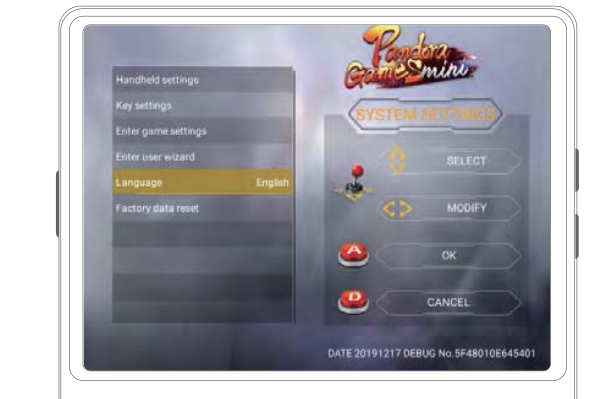 Pandora
Games mini
Handheld settings
Key settings
Enter game settings
Enter user wizard
Language English
Factory data reset
SYSTEM SETTINGS
SELECT
MODIFY
A OK
D CANCEL
DATE 20191217 DEBUG No.5F48010E645401